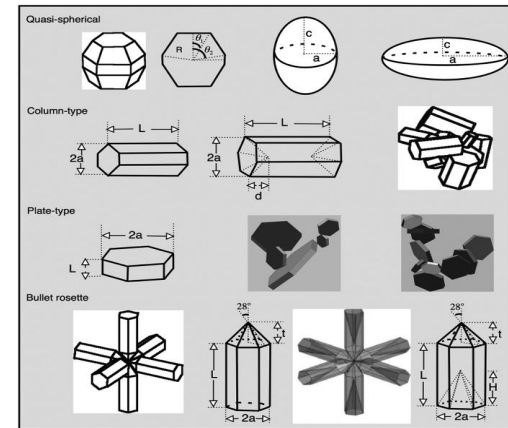 Quasi-spherical
R θ₁ θ₂ c a c a
Column-type
L L
2a 2a
d
Plate-type
2a
L
Bullet rosette
28° 28°
t t
L L H
2a 2a